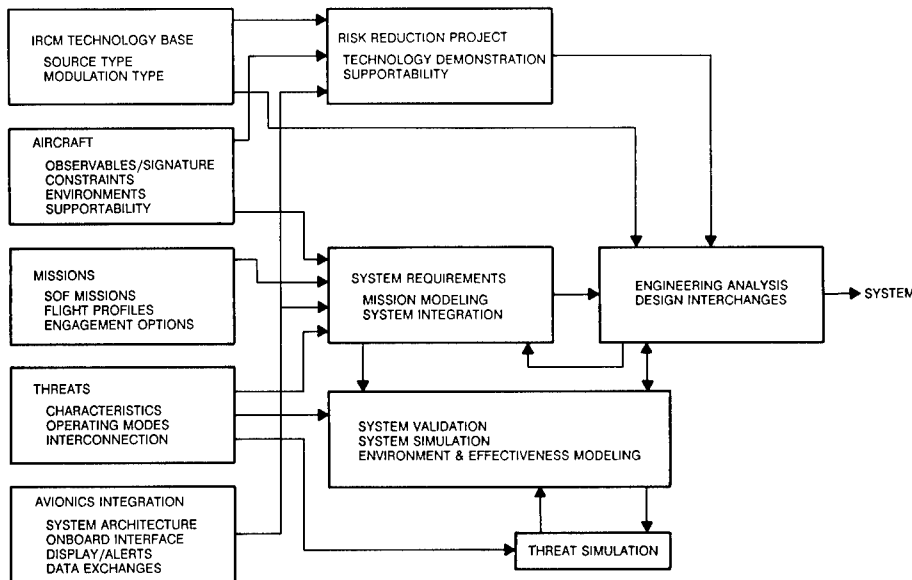 IRCM TECHNOLOGY BASE
SOURCE TYPE
MODULATION TYPE
RISK REDUCTION PROJECT
TECHNOLOGY DEMONSTRATION
SUPPORTABILITY
AIRCRAFT
OBSERVABLES/SIGNATURE
CONSTRAINTS
ENVIRONMENTS
SUPPORTABILITY
MISSIONS
SOF MISSIONS
FLIGHT PROFILES
ENGAGEMENT OPTIONS
SYSTEM REQUIREMENTS
MISSION MODELING
SYSTEM INTEGRATION
ENGINEERING ANALYSIS
DESIGN INTERCHANGES
SYSTEM
THREATS
CHARACTERISTICS
OPERATING MODES
INTERCONNECTION
SYSTEM VALIDATION
SYSTEM SIMULATION
ENVIRONMENT & EFFECTIVENESS MODELING
AVIONICS INTEGRATION
SYSTEM ARCHITECTURE
ONBOARD INTERFACE
DISPLAY/ALERTS
DATA EXCHANGES
THREAT SIMULATION